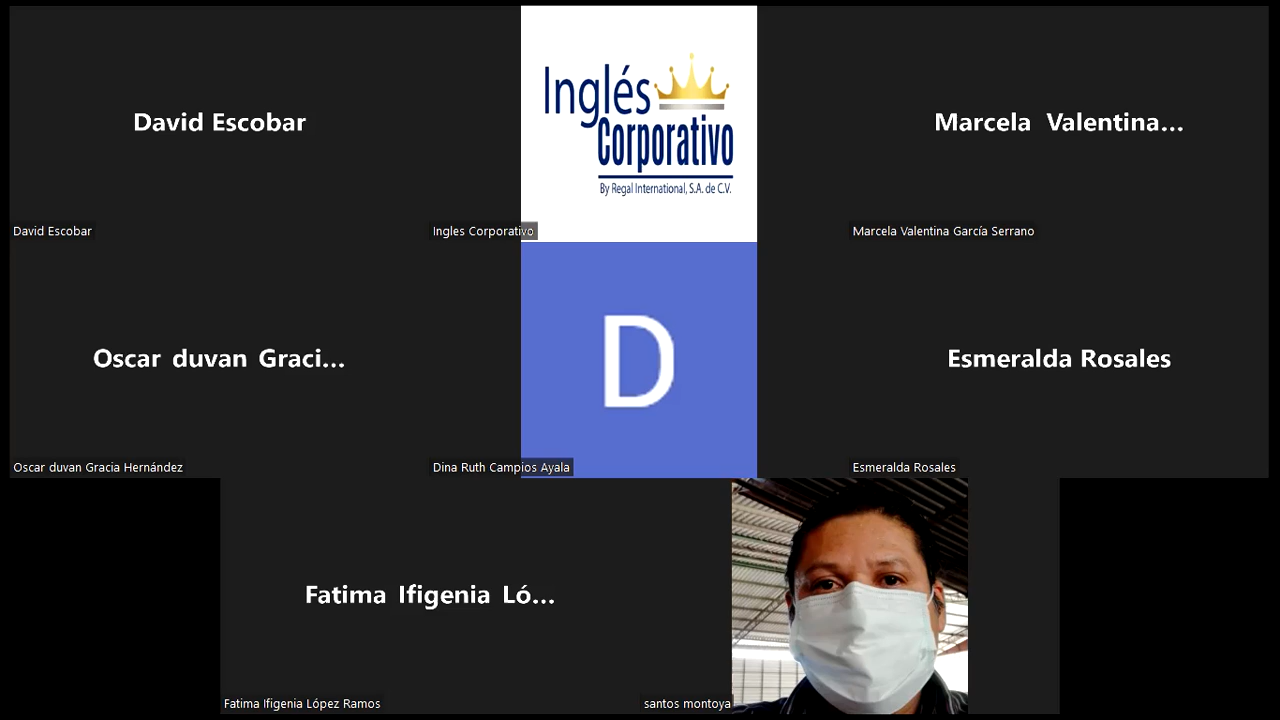 David Escobar
Inglés
Corporativo
By Regal International, S.A. de C.V.
Marcela Valentina...
David Escobar
Ingles Corporativo
Marcela Valentina García Serrano
Oscar duvan Graci...
D
Esmeralda Rosales
Oscar duvan Gracia Hernández
Dina Ruth Campios Ayala
Esmeralda Rosales
Fatima Ifigenia Ló...
Fatima Ifigenia López Ramos
santos montoya